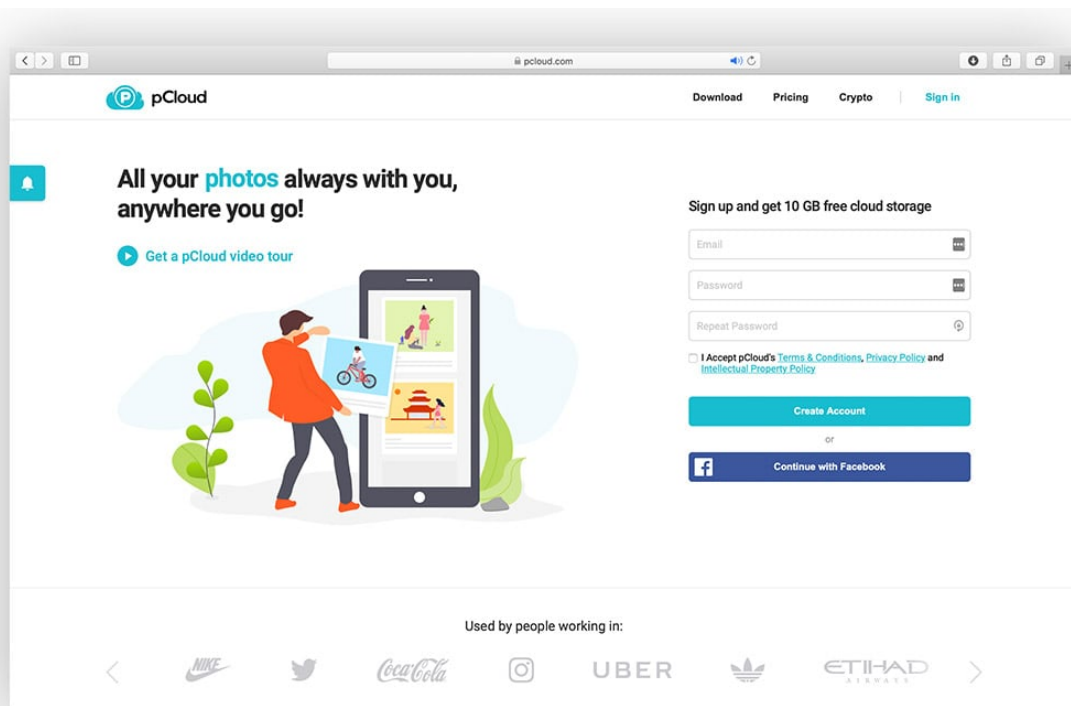 pcloud.com
pCloud
Download Pricing Crypto Sign in
All your photos always with you,
anywhere you go!
Get a pCloud video tour
Sign up and get 10 GB free cloud storage
Email
Password
Repeat Password
I Accept pCloud's Terms & Conditions, Privacy Policy and
Intellectual Property Policy
Create Account
or
Continue with Facebook
Used by people working in:
NIKE
Coca-Cola
UBER
ETIHAD
AIRWAYS